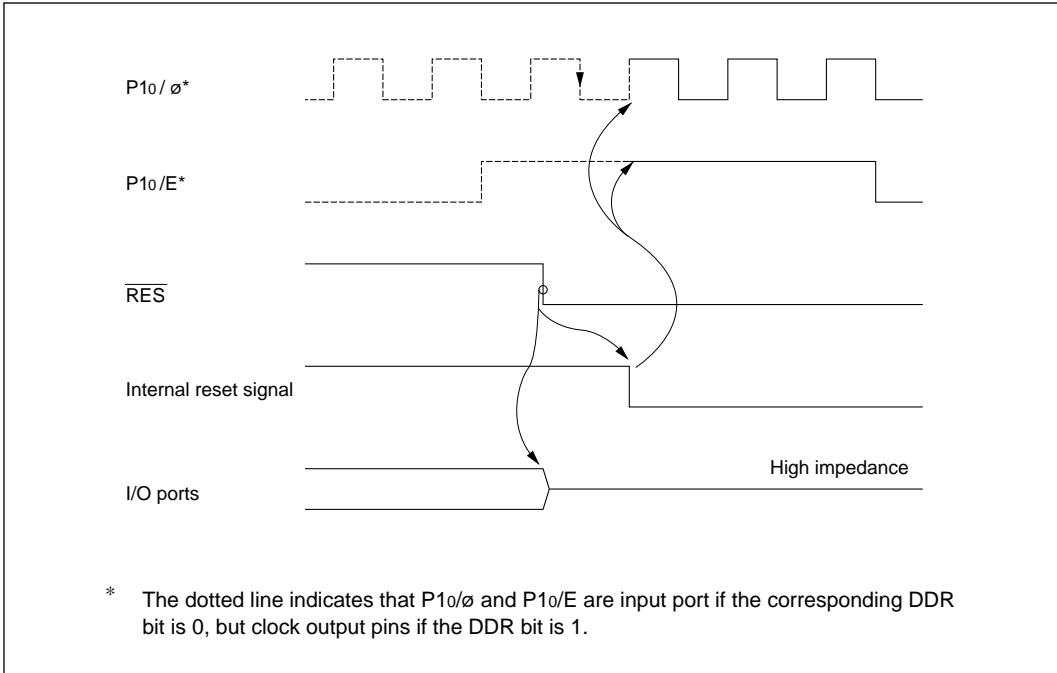 P10/ ø*
P10/E*
RES
Internal reset signal
High impedance
I/O ports
* The dotted line indicates that P10/ø and P10/E are input port if the corresponding DDR
bit is 0, but clock output pins if the DDR bit is 1.